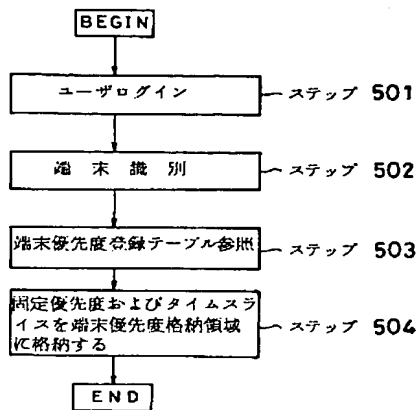 BEGIN
ユーザログイン
ステップ 501
端末識別
ステップ 502
端末優先度登録テーブル参照
ステップ 503
固定優先度およびタイムスラ
イスを端末優先度格納領域
に格納する
ステップ 504
END